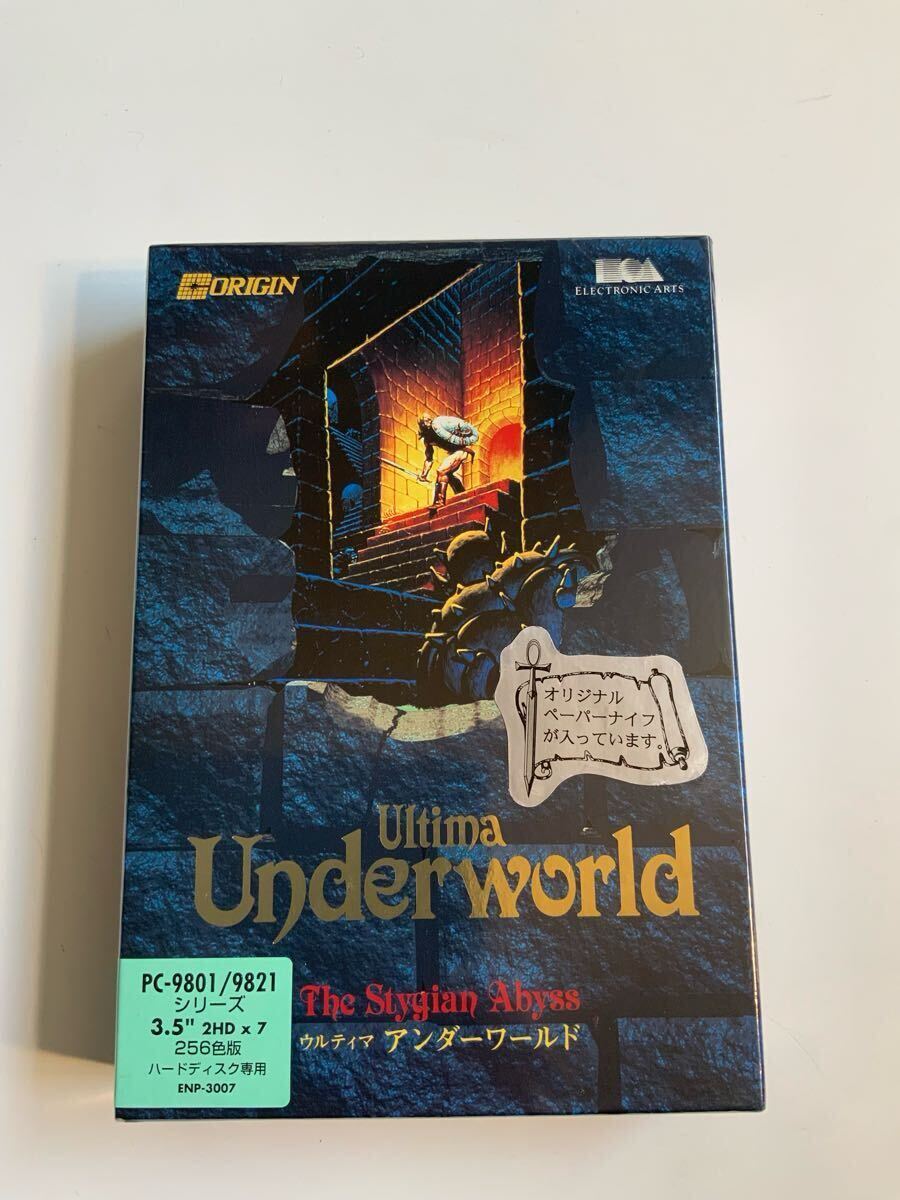 ORIGIN
ELECTRONIC ARTS
オリジナル
ペーパーナイフ
が入っています。
Ultima
Underworld
The Stygian Abyss
ウルティマ アンダーワールド
PC-9801/9821
シリーズ
3.5" 2HD x 7
256色版
ハードディスク専用
ENP-3007